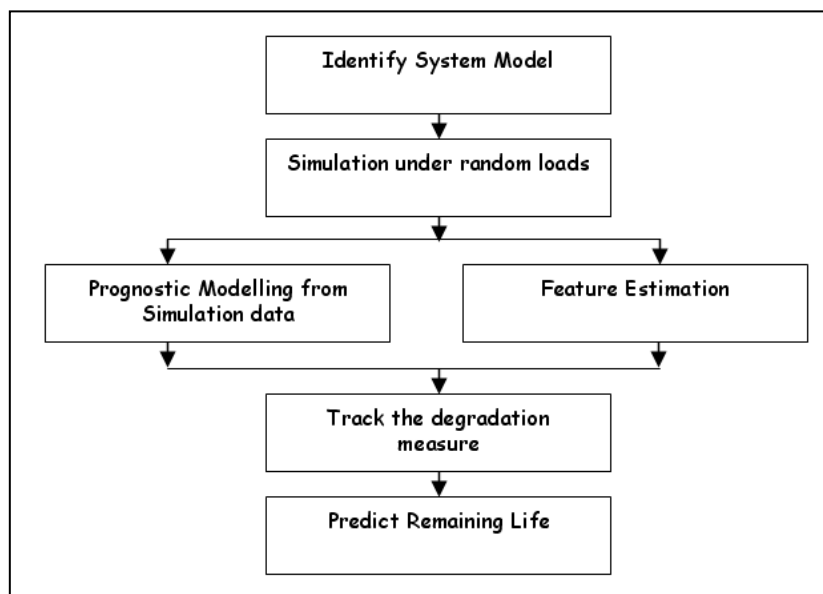 Identify System Model
Simulation under random loads
Prognostic Modelling from
Simulation data
Feature Estimation
Track the degradation
measure
Predict Remaining Life